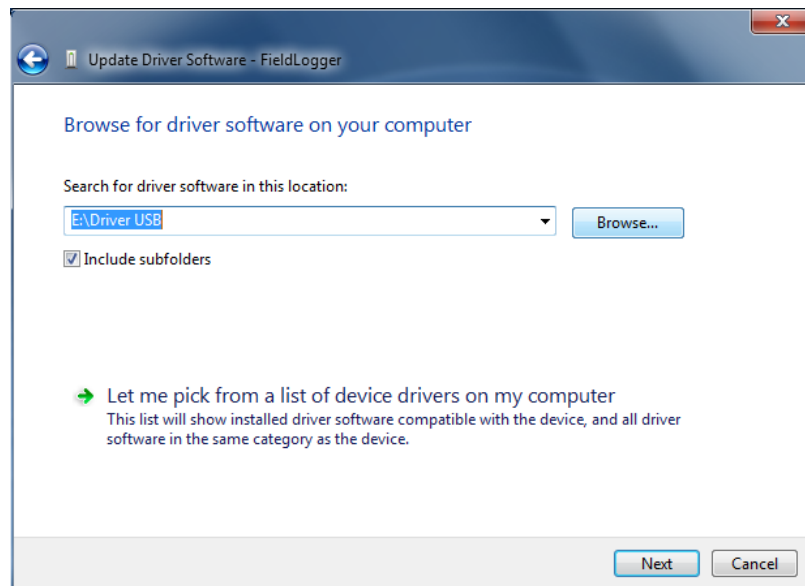 Update Driver Software - FieldLogger
Browse for driver software on your computer
Search for driver software in this location:
E:\Driver USB
Browse...
Include subfolders
Let me pick from a list of device drivers on my computer
This list will show installed driver software compatible with the device, and all driver
software in the same category as the device.
Next
Cancel